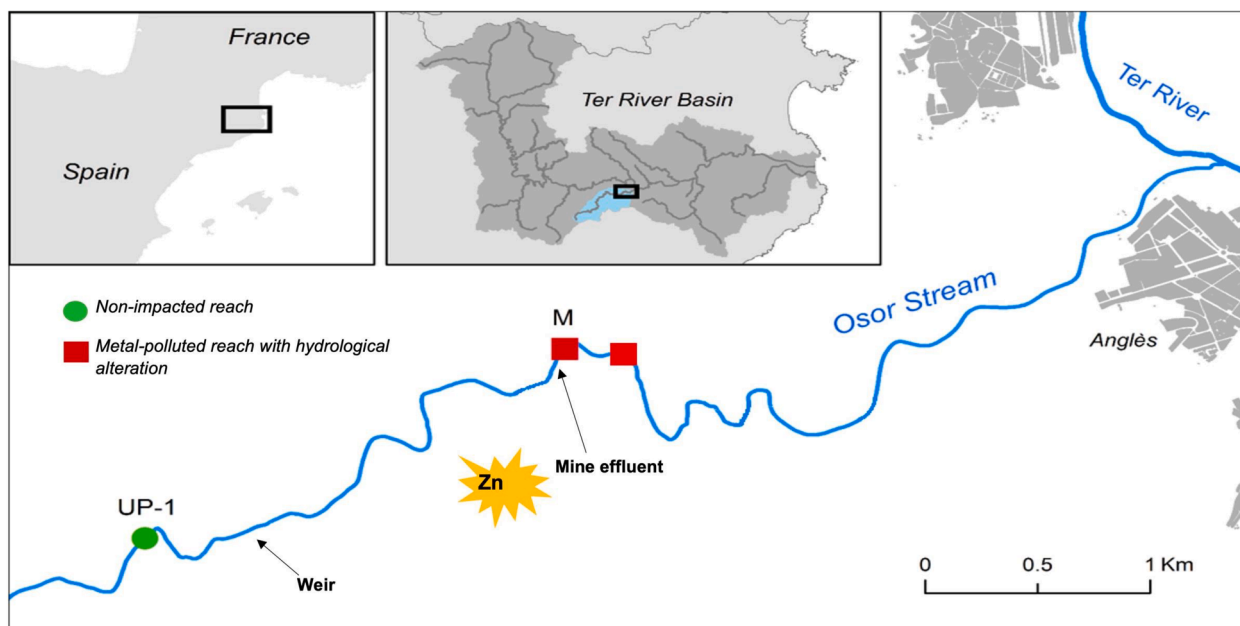 France
Spain
Ter River Basin
Ter River
Non-impacted reach
Metal-polluted reach with hydrological
alteration
M
Osor Stream
Anglès
Mine effluent
Zn
UP-1
Weir
0 0.5 1 Km